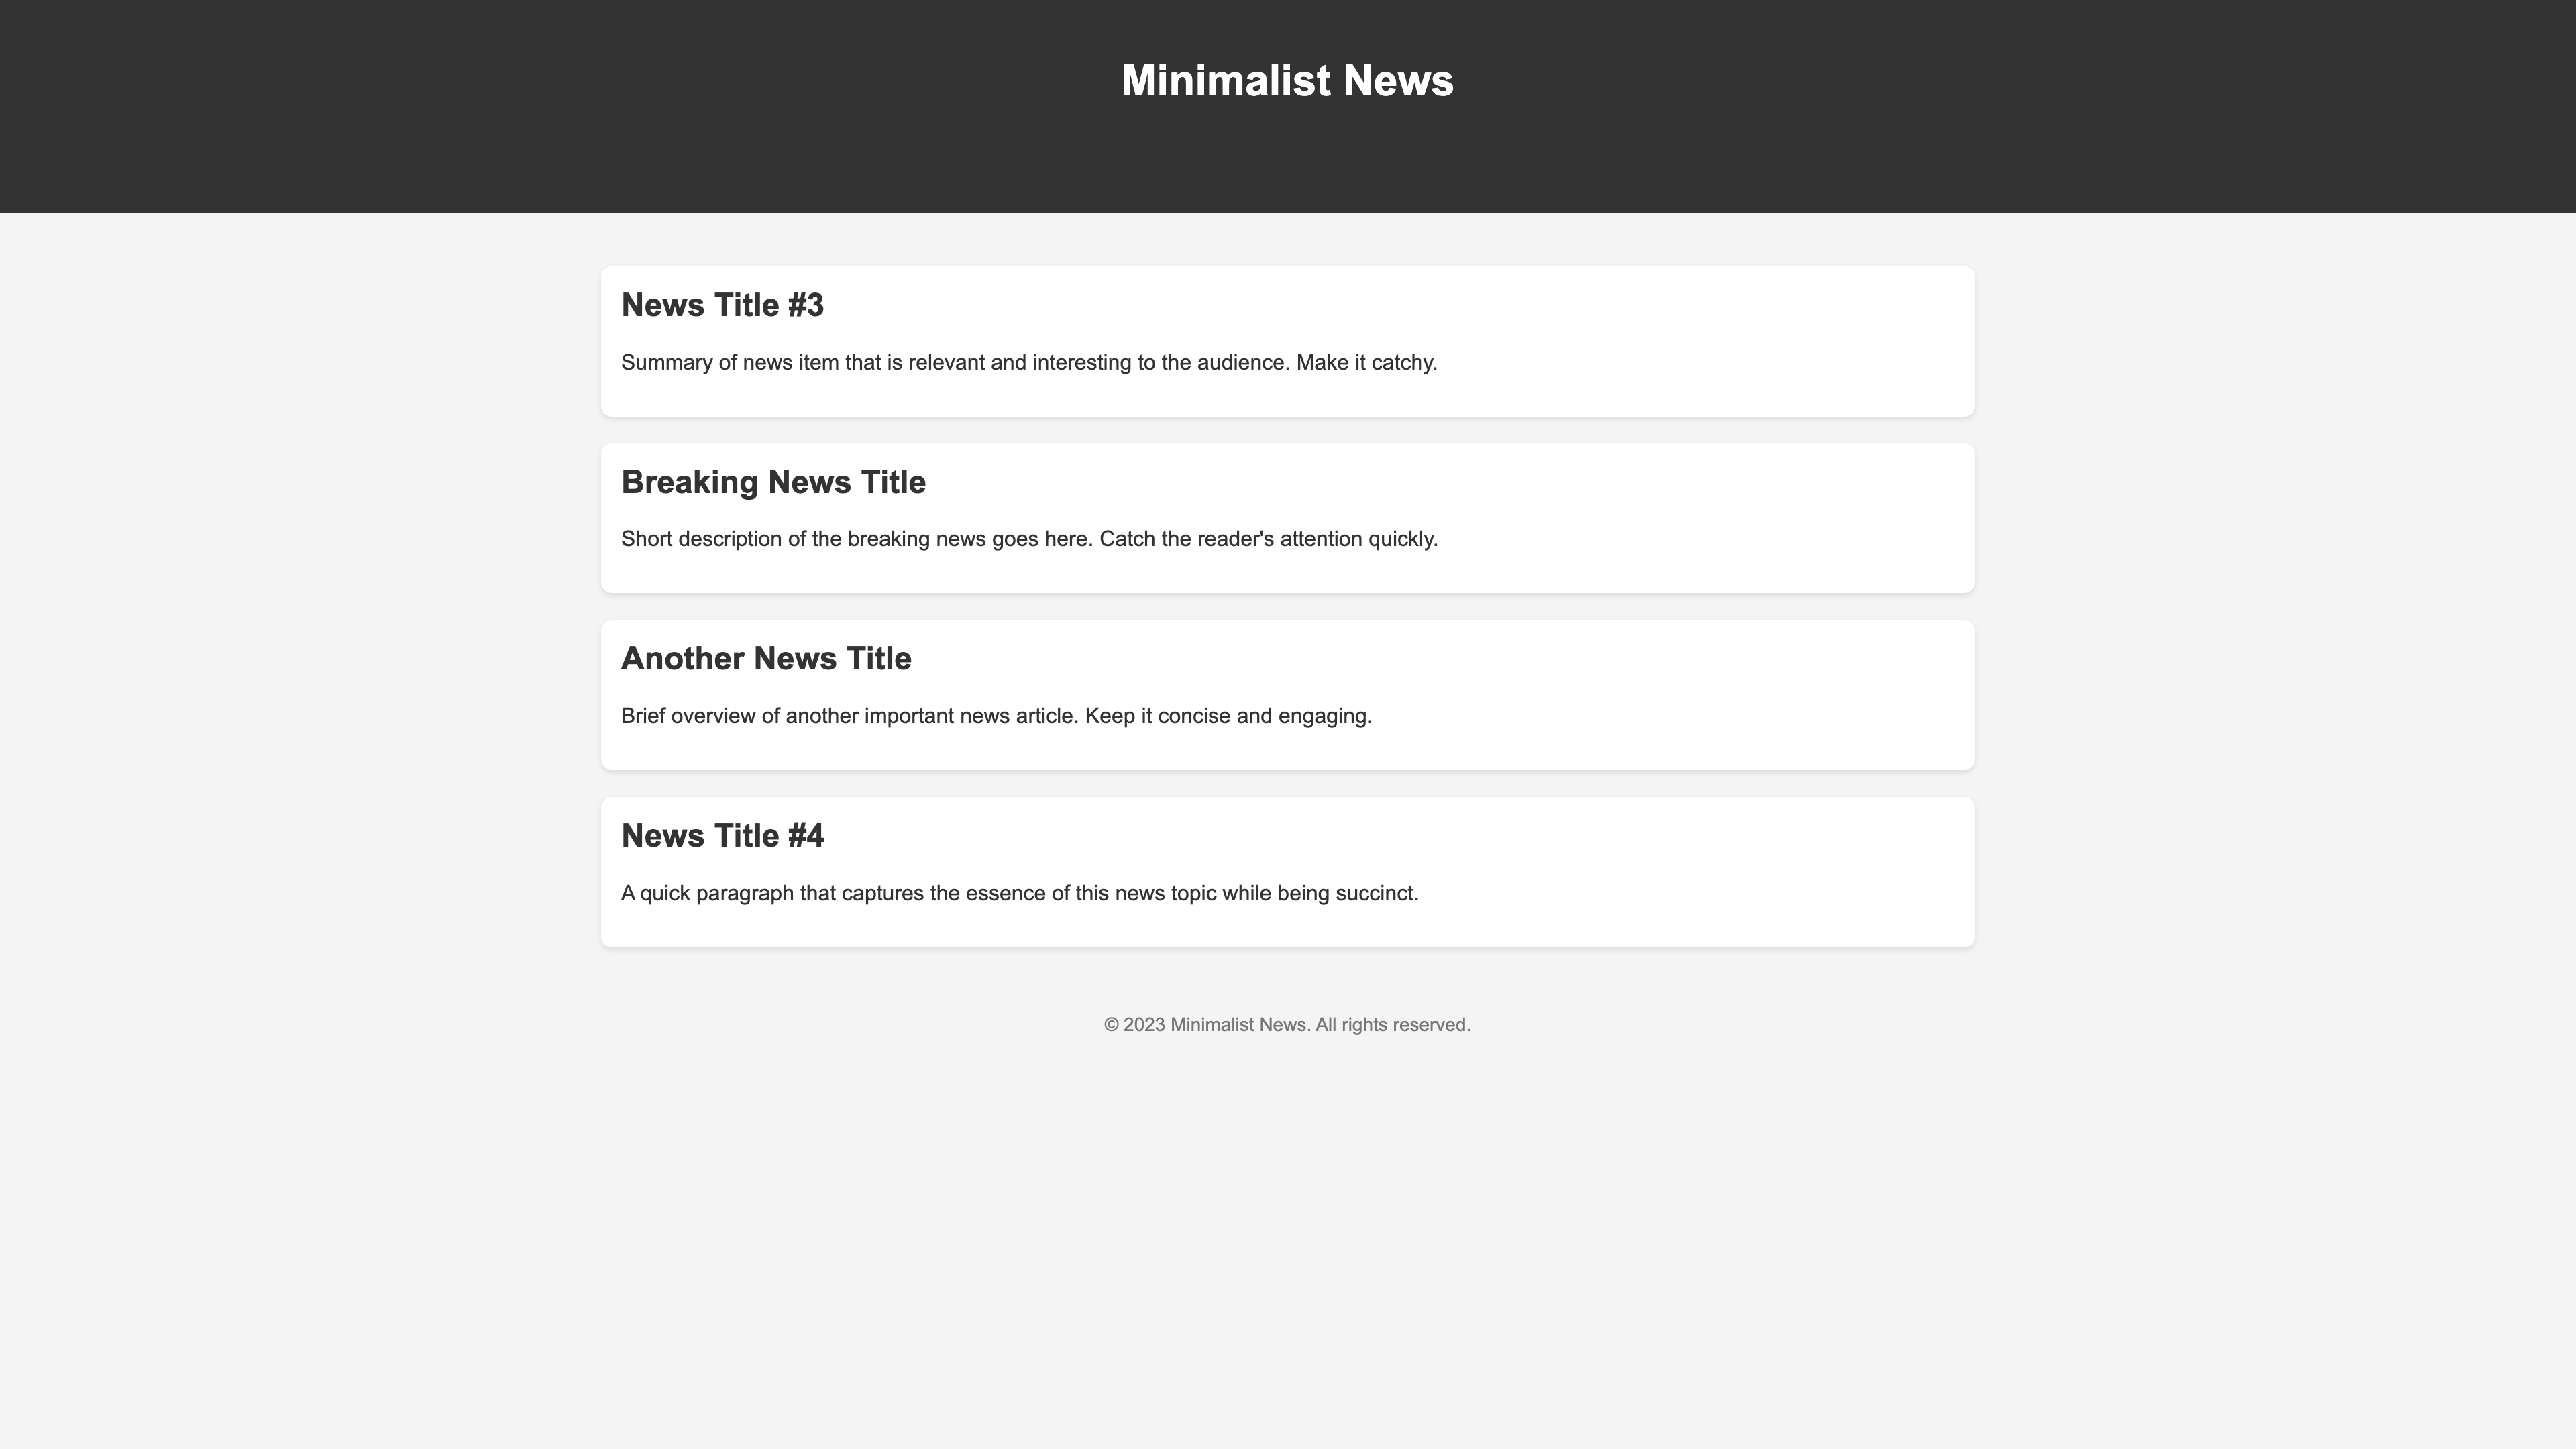 Minimalist News
News Title #3
Summary of news item that is relevant and interesting to the audience. Make it catchy.
Breaking News Title
Short description of the breaking news goes here. Catch the reader's attention quickly.
Another News Title
Brief overview of another important news article. Keep it concise and engaging.
News Title #4
A quick paragraph that captures the essence of this news topic while being succinct.
© 2023 Minimalist News. All rights reserved.